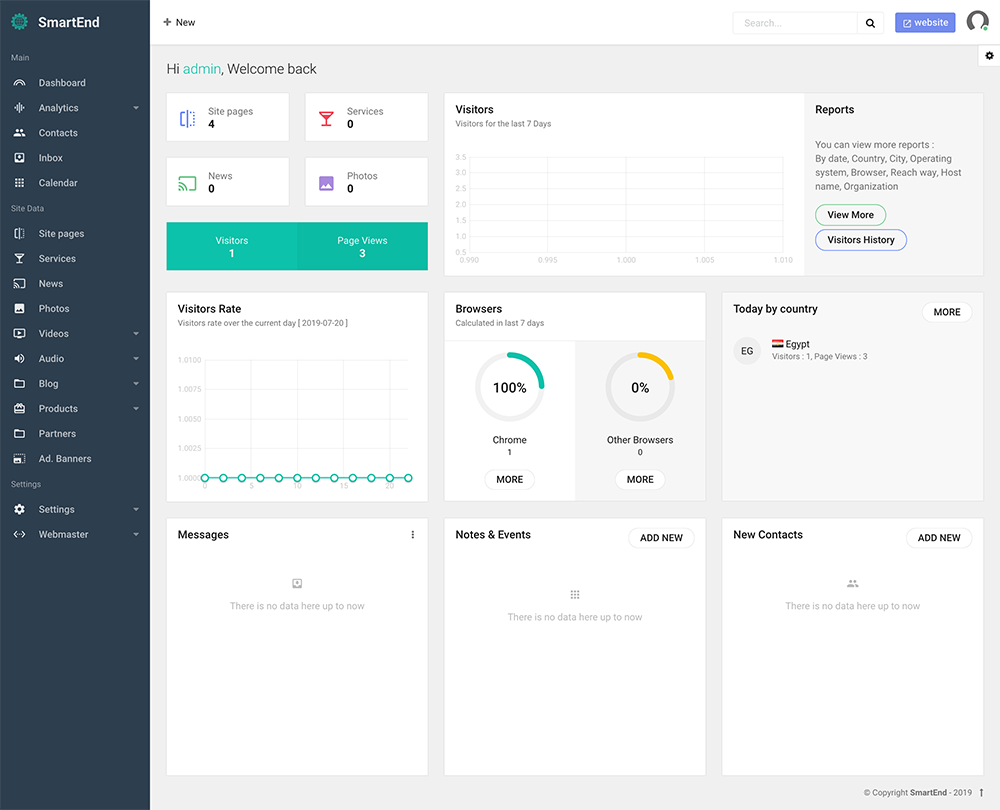 SmartEnd
Main
Dashboard
Analytics
Contacts
Inbox
Calendar
Site Data
Site pages
Services
News
Photos
Videos
Audio
Blog
Products
Partners
Ad. Banners
Settings
Settings
Webmaster
+ New
Search...
website
Hi admin, Welcome back
Site pages
4
Services
0
News
0
Photos
0
Visitors
1
Page Views
3
Visitors
Visitors for the last 7 Days
3.5
3.0
2.5
2.0
1.5
1.0
0.5
0.990 0.995 1.000 1.005 1.010
Reports
You can view more reports :
By date, Country, City, Operating
system, Browser, Reach way, Host
name, Organization
View More
Visitors History
Visitors Rate
Visitors rate over the current day [ 2019-07-20 ]
1.0100
1.0075
1.0050
1.0025
1.0000
0 5 10 15 20
Browsers
Calculated in last 7 days
100%
Chrome
1
MORE
0%
Other Browsers
0
MORE
Today by country
MORE
EG
Egypt
Visitors : 1, Page Views : 3
Messages
There is no data here up to now
Notes & Events
ADD NEW
There is no data here up to now
New Contacts
ADD NEW
There is no data here up to now
© Copyright SmartEnd - 2019